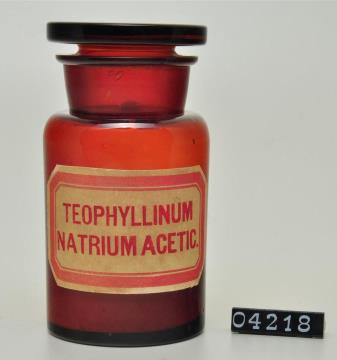 TEOPHYLLINUM
NATRIUM ACETIC.
04218